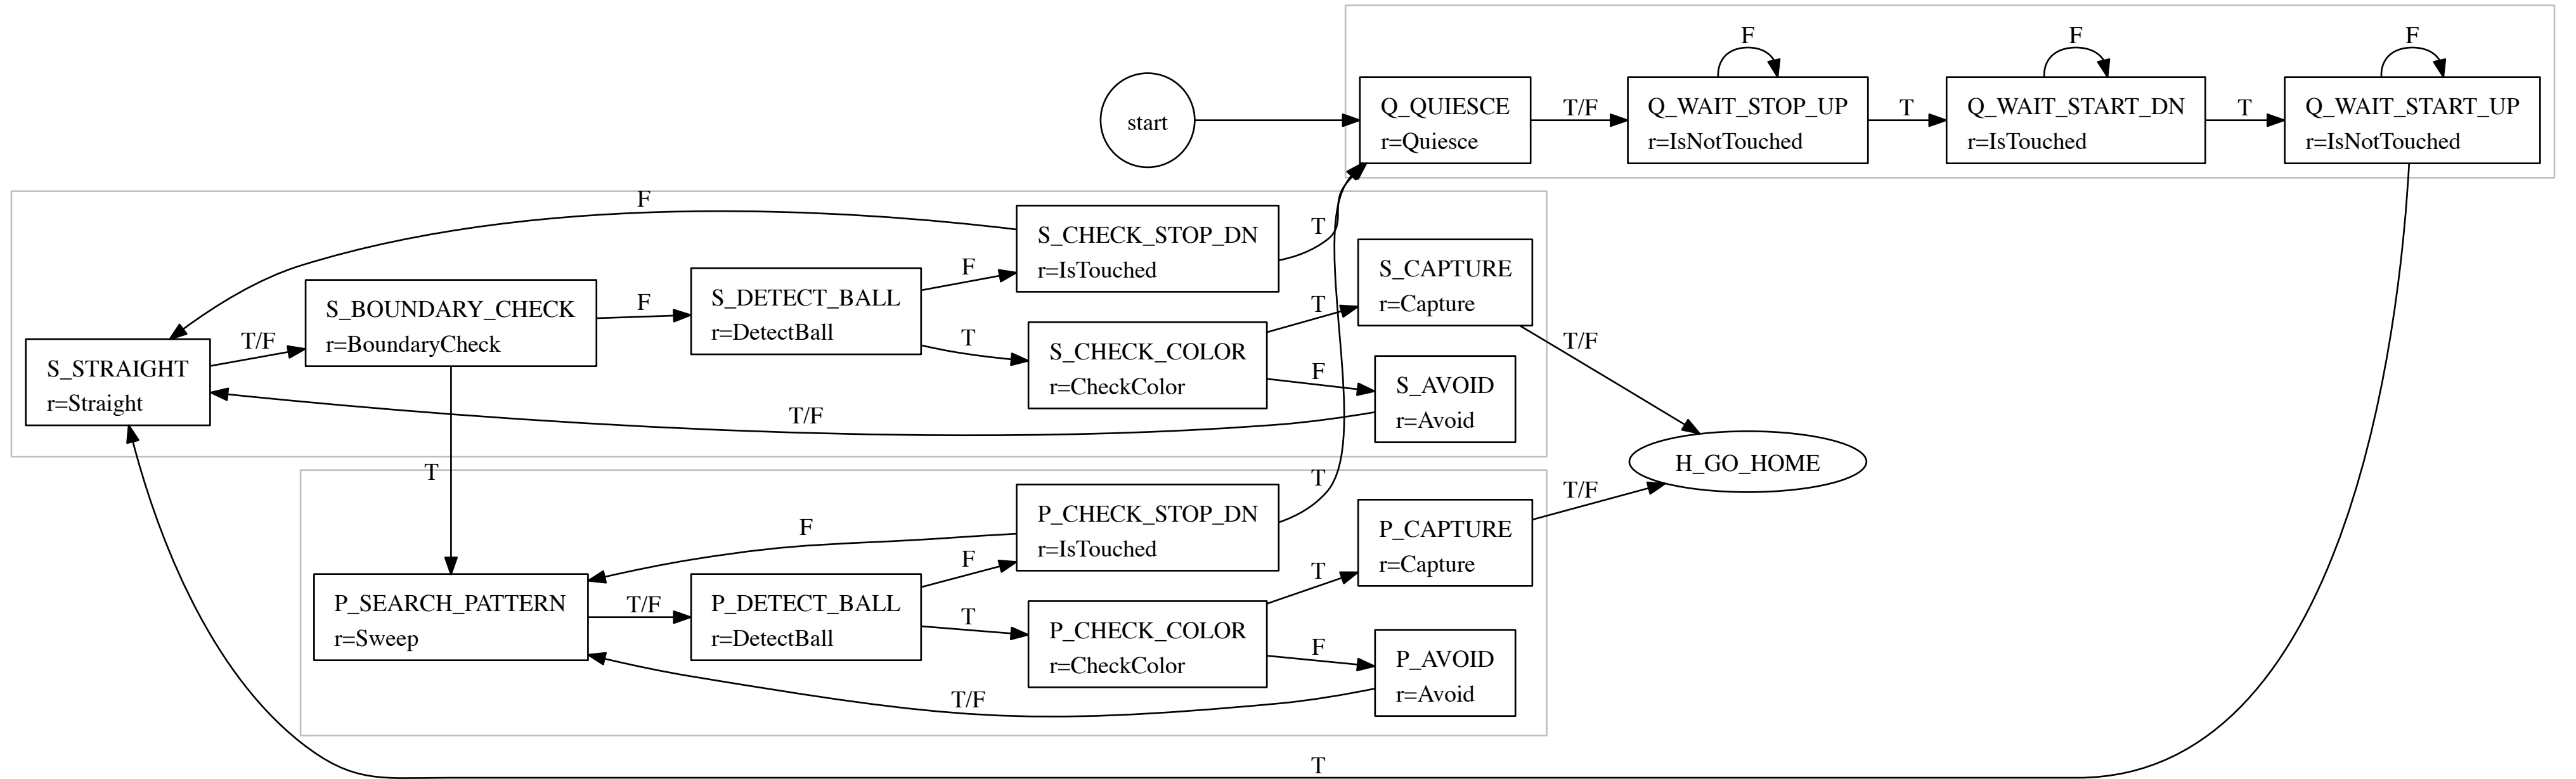 F
F
F
start
Q_QUIESCE
r=Quiesce
T/F
Q_WAIT_STOP_UP
r=IsNotTouched
T
Q_WAIT_START_DN
r=IsTouched
T
Q_WAIT_START_UP
r=IsNotTouched
F
S_CHECK_STOP_DN
r=IsTouched
T
S_STRAIGHT
r=Straight
T/F
S_BOUNDARY_CHECK
r=BoundaryCheck
F
S_DETECT_BALL
r=DetectBall
F
T
S_CHECK_COLOR
r=CheckColor
T
F
S_CAPTURE
r=Capture
T/F
S_AVOID
r=Avoid
T/F
H_GO_HOME
T
P_CHECK_STOP_DN
r=IsTouched
T
F
P_SEARCH_PATTERN
r=Sweep
T/F
P_DETECT_BALL
r=DetectBall
F
T
P_CHECK_COLOR
r=CheckColor
T
F
P_CAPTURE
r=Capture
T/F
P_AVOID
r=Avoid
T/F
T